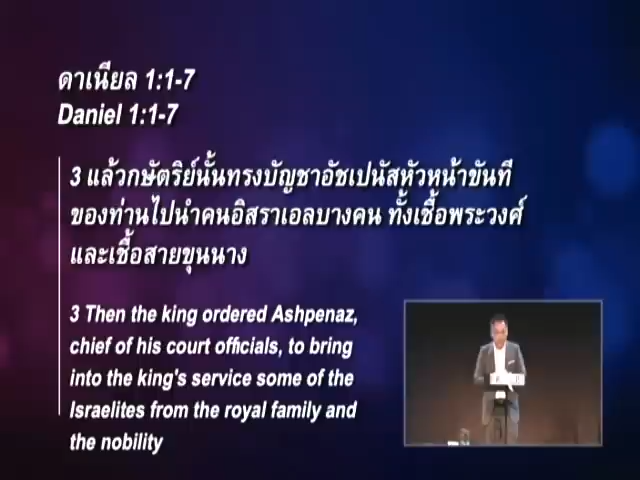 ดาเนียล 1:1-7
Daniel 1:1-7
3 แล้วกษัตริย์นั้นทรงบัญชาอัชเปนัสหัวหน้าขันที
ของท่านไปนำคนอิสราเอลบางคน ทั้งเชื้อพระวงศ์
และเชื้อสายขุนนาง
3 Then the king ordered Ashpenaz,
chief of his court officials, to bring
into the king's service some of the
Israelites from the royal family and
the nobility